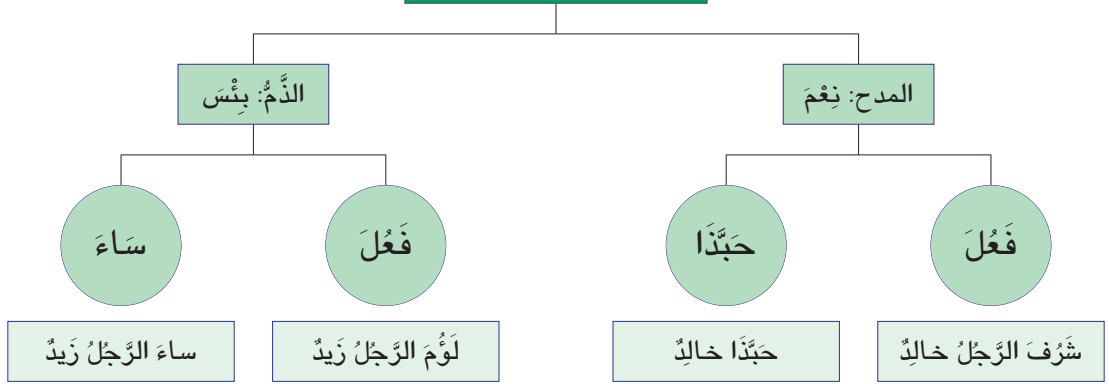 المدح: نِعْمَ
الذَّمُّ: بِئْسَ
فَعُلَ
حَبَّذَا
فَعُلَ
سَاءَ
شَرُفَ الرَّجُلُ خالِدٌ
حَبَّذَا خالِدٌ
لَؤُمَ الرَّجُلُ زَيدٌ
ساءَ الرَّجُلُ زَيدٌ